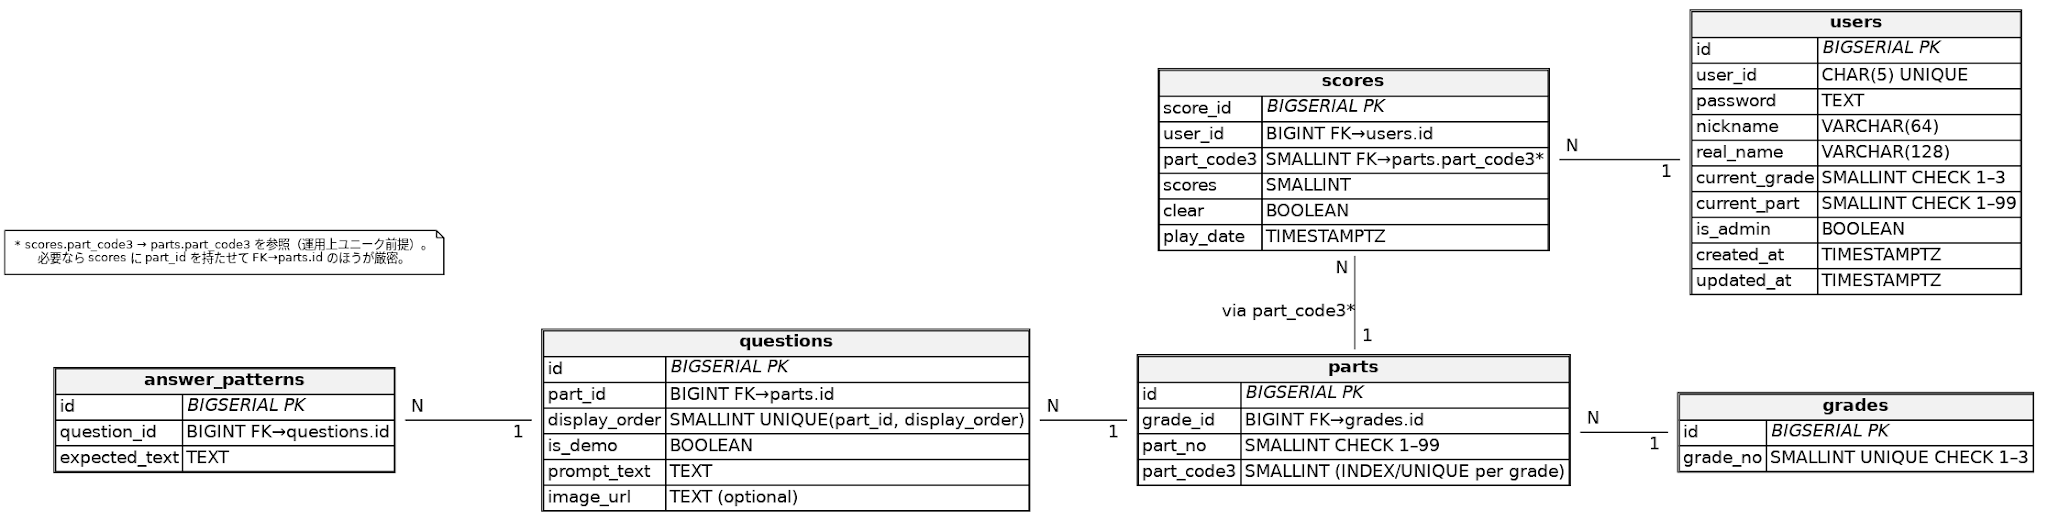 users
id BIGSERIAL PK
user_id CHAR(5) UNIQUE
password TEXT
nickname VARCHAR(64)
real_name VARCHAR(128)
current_grade SMALLINT CHECK 1–3
current_part SMALLINT CHECK 1–99
is_admin BOOLEAN
created_at TIMESTAMPTZ
updated_at TIMESTAMPTZ
scores
score_id BIGSERIAL PK
user_id BIGINT FK→users.id
part_code3 SMALLINT FK→parts.part_code3*
scores SMALLINT
clear BOOLEAN
play_date TIMESTAMPTZ
N
1
* scores.part_code3 → parts.part_code3 を参照（運用上ユニーク前提）。
必要なら scores に part_id を持たせて FK→parts.id のほうが厳密。
N
via part_code3*
1
answer_patterns
id BIGSERIAL PK
question_id BIGINT FK→questions.id
expected_text TEXT
N
1
questions
id BIGSERIAL PK
part_id BIGINT FK→parts.id
display_order SMALLINT UNIQUE(part_id, display_order)
is_demo BOOLEAN
prompt_text TEXT
image_url TEXT (optional)
N
1
parts
id BIGSERIAL PK
grade_id BIGINT FK→grades.id
part_no SMALLINT CHECK 1–99
part_code3 SMALLINT (INDEX/UNIQUE per grade)
N
1
grades
id BIGSERIAL PK
grade_no SMALLINT UNIQUE CHECK 1–3